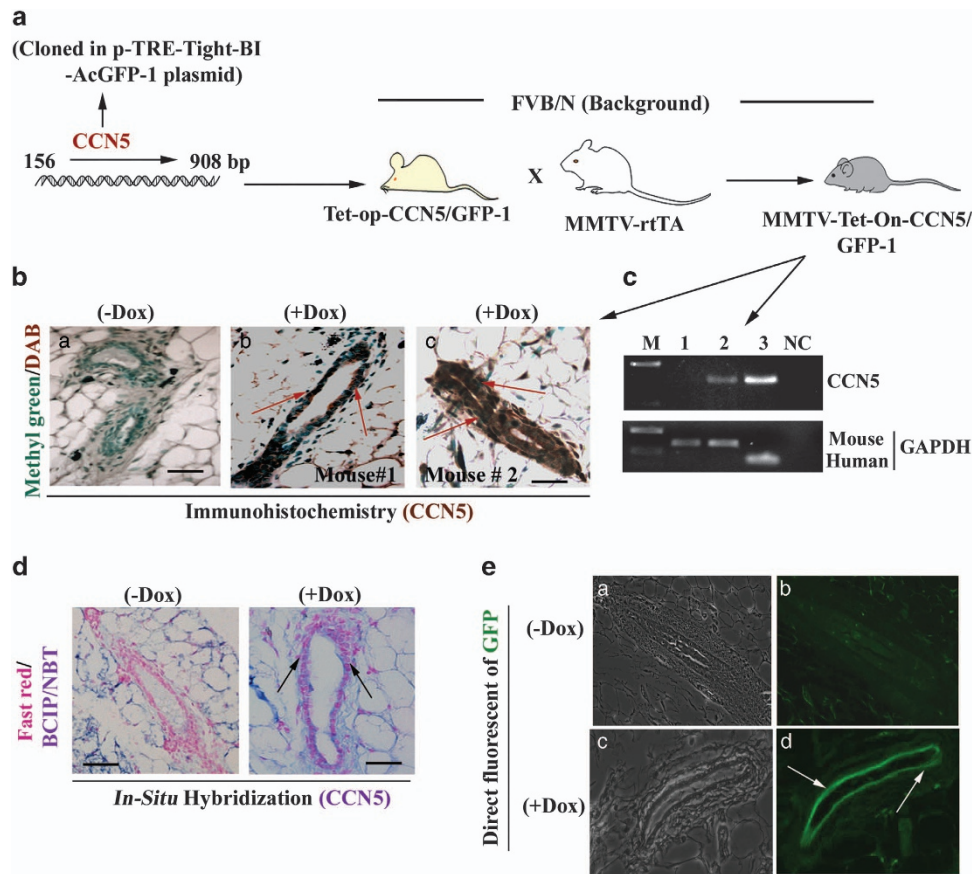 a
(Cloned in p-TRE-Tight-BI
-AcGFP-1 plasmid)
CCN5
156
908 bp
FVB/N (Background)
X
Tet-op-CCN5/GFP-1
MMTV-rtTA
MMTV-Tet-On-CCN5/
GFP-1
b
(-Dox)
(+Dox)
(+Dox)
Methyl green/DAB
a
b
c
Mouse#1
Mouse # 2
Immunohistochemistry (CCN5)
c
M 1 2 3 NC
CCN5
Mouse
Human
GAPDH
d
(-Dox)
(+Dox)
Fast red/
BCIP/NBT
In-Situ Hybridization (CCN5)
e
Direct fluorescent of GFP
(-Dox)
a
b
(+Dox)
c
d